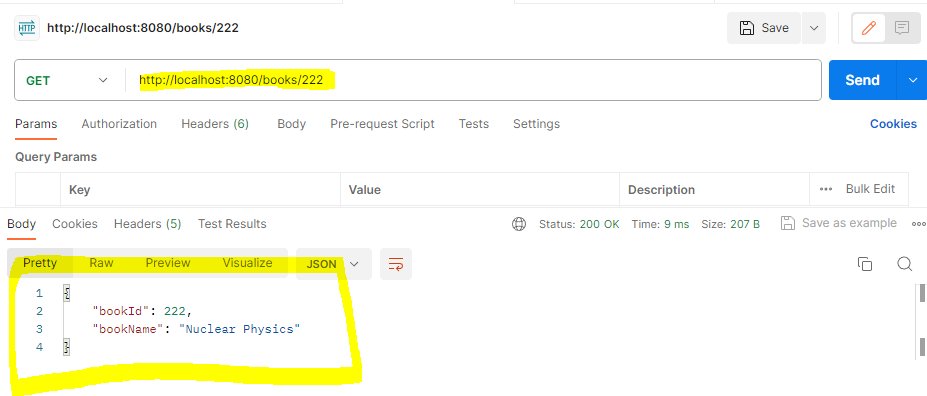 HTTP http://localhost:8080/books/222 Save
GET http://localhost:8080/books/222 Send
Params Authorization Headers (6) Body Pre-request Script Tests Settings Cookies
Query Params
Key Value Description ••• Bulk Edit
Body Cookies Headers (5) Test Results Status: 200 OK Time: 9 ms Size: 207 B Save as example •••
Pretty Raw Preview Visualize JSON
1 {
2 "bookId": 222,
3 "bookName": "Nuclear Physics"
4 }